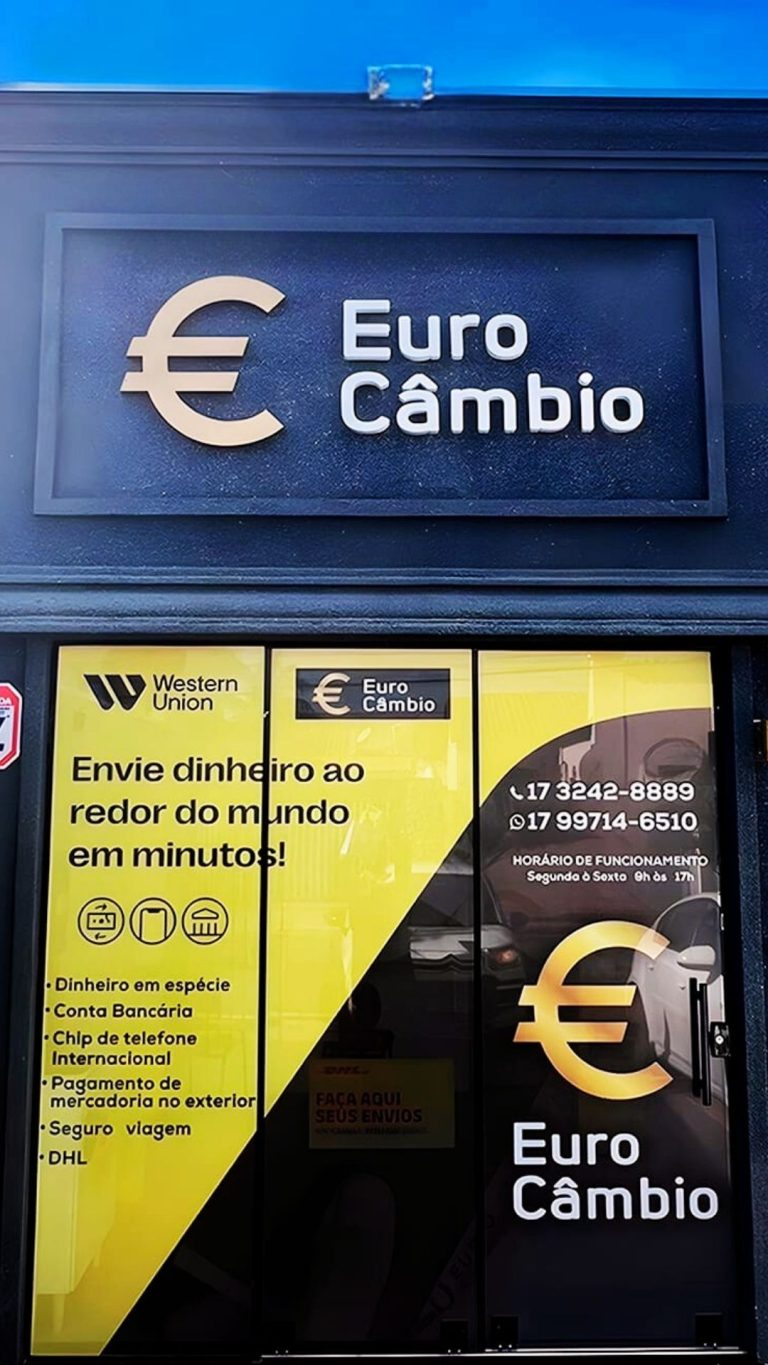 € Euro
Câmbio
Western
Union
€ Euro
Câmbio
Envie dinheiro ao
redor do mundo
em minutos!
• Dinheiro em espécie
• Conta Bancária
• Chip de telefone
Internacional
• Pagamento de
mercadoria no exterior
• Seguro viagem
• DHL
17 3242-8889
17 99714-6510
HORÁRIO DE FUNCIONAMENTO
Segunda à Sexta 9h às 17h
€
Euro
Câmbio
FAÇA AQUI
SEUS ENVIOS